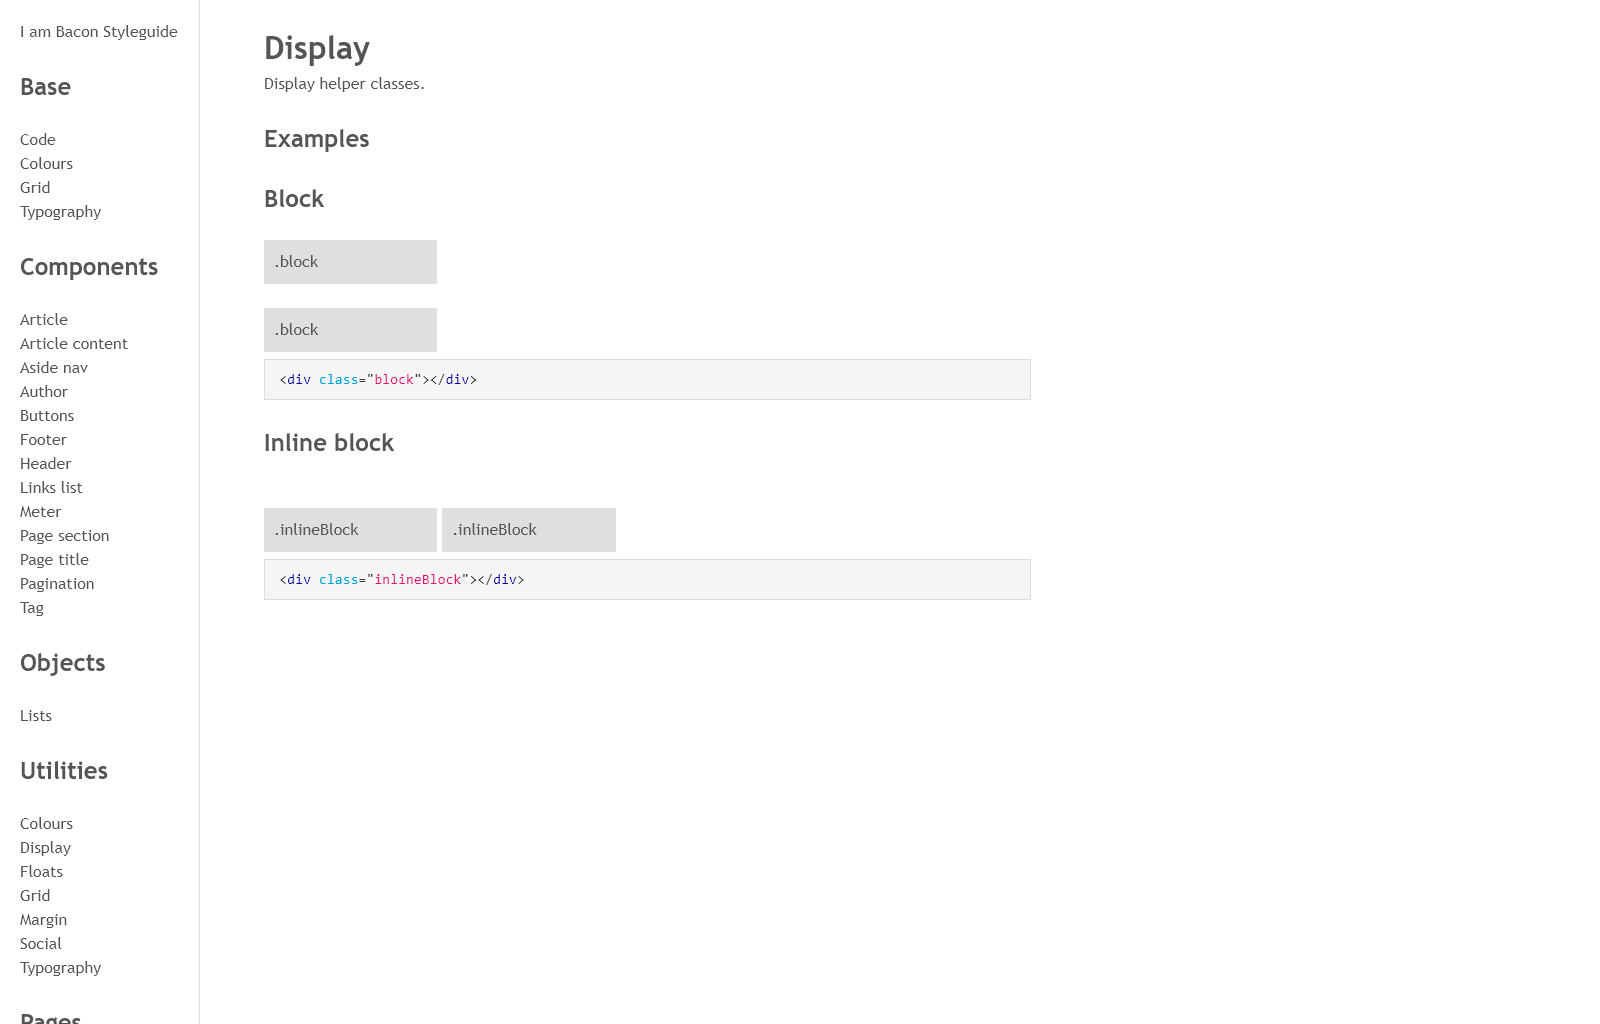 I am Bacon Styleguide
Base
Code
Colours
Grid
Typography
Components
Article
Article content
Aside nav
Author
Buttons
Footer
Header
Links list
Meter
Page section
Page title
Pagination
Tag
Objects
Lists
Utilities
Colours
Display
Floats
Grid
Margin
Social
Typography
Pages
Display
Display helper classes.
Examples
Block
.block
.block
<div class="block"></div>
Inline block
.inlineBlock .inlineBlock
<div class="inlineBlock"></div>